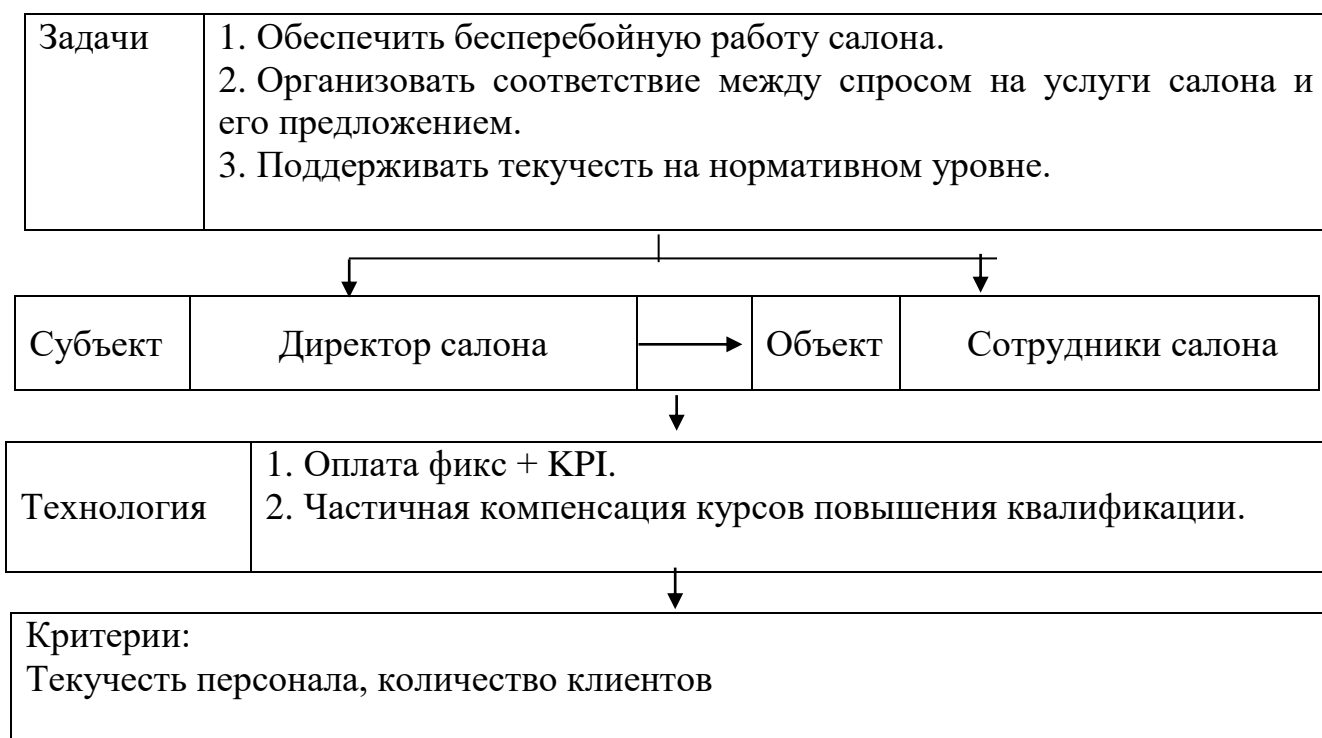 Задачи
1. Обеспечить бесперебойную работу салона.
2. Организовать соответствие между спросом на услуги салона и
его предложением.
3. Поддерживать текучесть на нормативном уровне.
Субъект
Директор салона
Объект
Сотрудники салона
Технология
1. Оплата фикс + KPI.
2. Частичная компенсация курсов повышения квалификации.
Критерии:
Текучесть персонала, количество клиентов